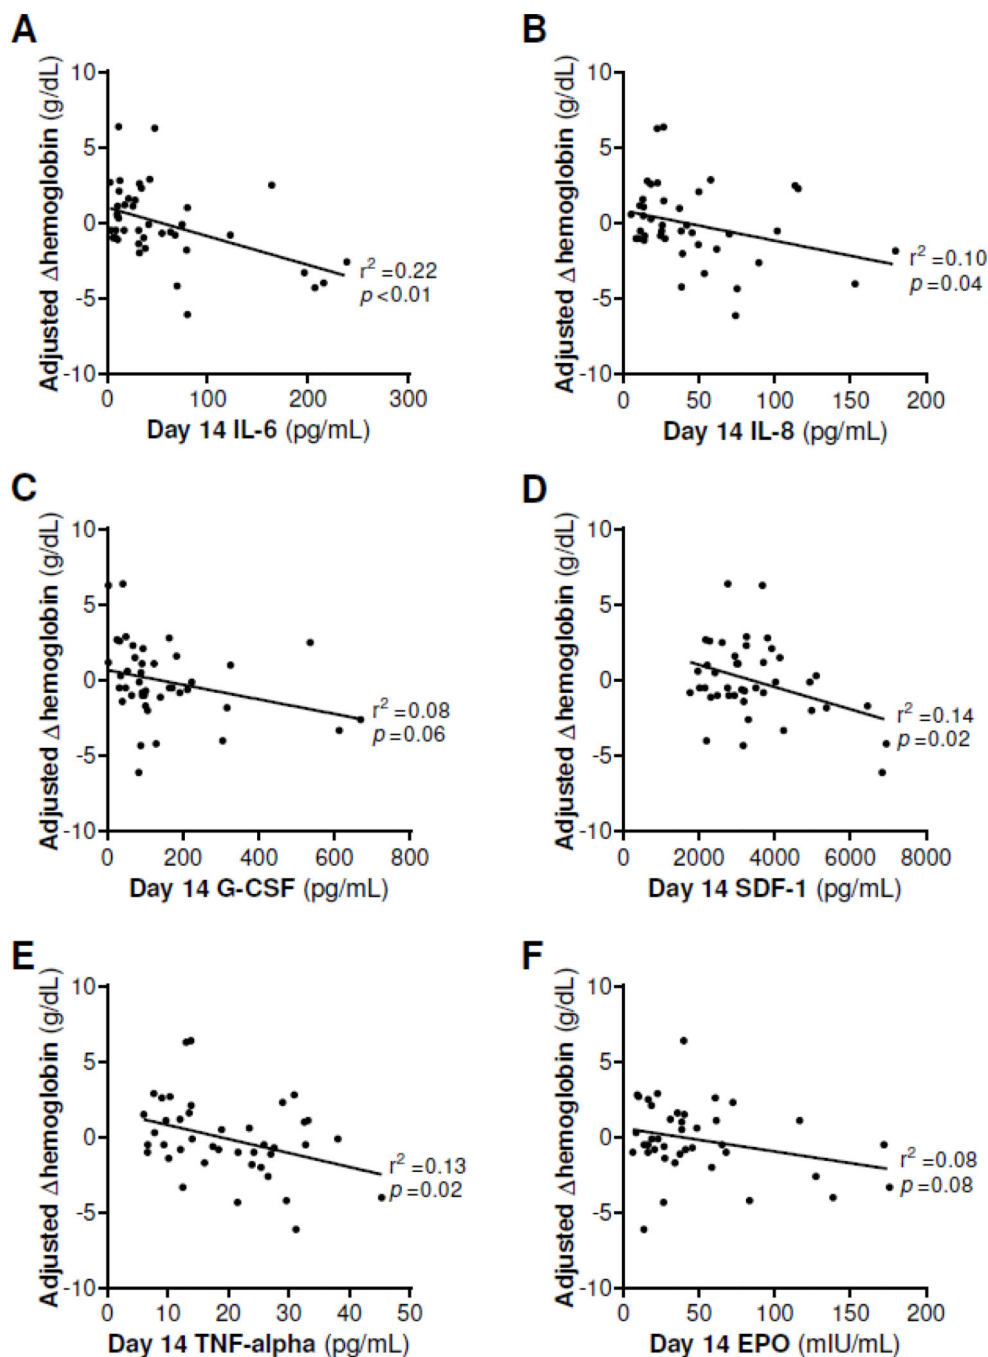 A
Adjusted Δhemoglobin (g/dL)
10
5
0
-5
-10
0 100 200 300
Day 14 IL-6 (pg/mL)
r² =0.22
p<0.01
B
Adjusted Δhemoglobin (g/dL)
10
5
0
-5
-10
0 50 100 150 200
Day 14 IL-8 (pg/mL)
r² =0.10
p=0.04
C
Adjusted Δhemoglobin (g/dL)
10
5
0
-5
-10
0 200 400 600 800
Day 14 G-CSF (pg/mL)
r² =0.08
p=0.06
D
Adjusted Δhemoglobin (g/dL)
10
5
0
-5
-10
0 2000 4000 6000 8000
Day 14 SDF-1 (pg/mL)
r² =0.14
p=0.02
E
Adjusted Δhemoglobin (g/dL)
10
5
0
-5
-10
0 10 20 30 40 50
Day 14 TNF-alpha (pg/mL)
r² =0.13
p=0.02
F
Adjusted Δhemoglobin (g/dL)
10
5
0
-5
-10
0 50 100 150 200
Day 14 EPO (mIU/mL)
r² =0.08
p=0.08